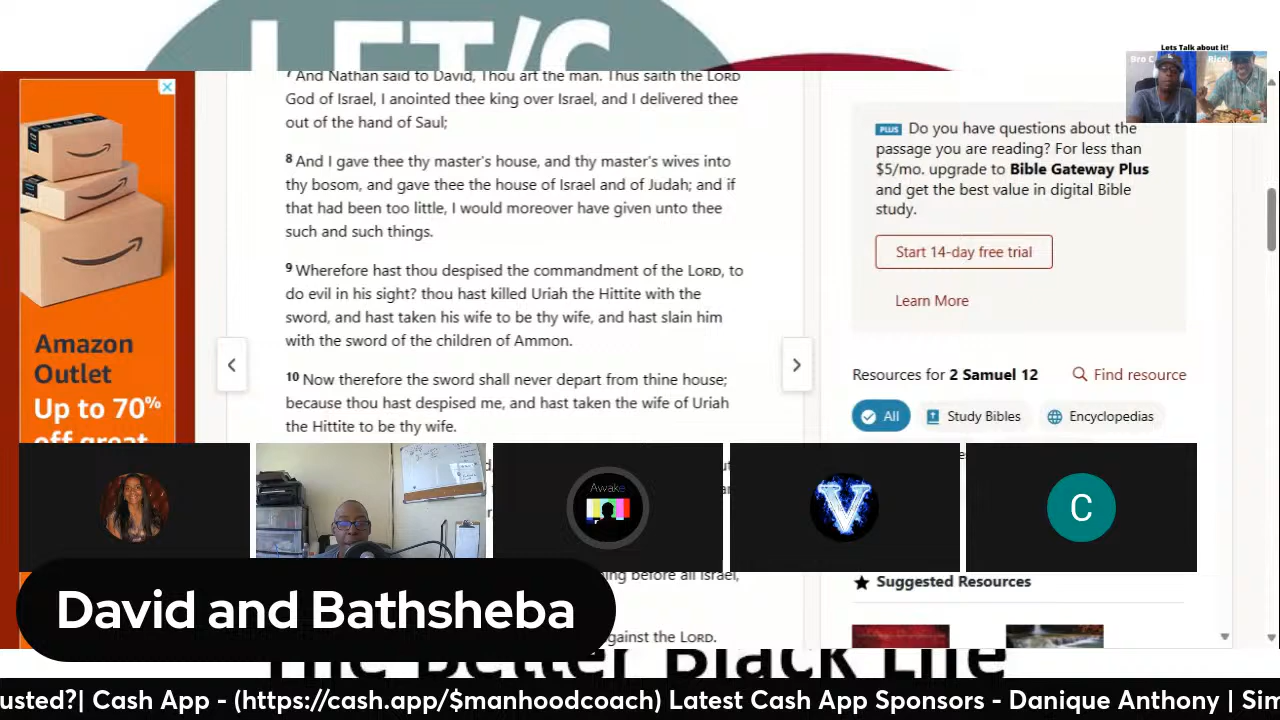 LET'S
Lets Talk about it!
Bro C
Rico
7 And Nathan said to David, Thou art the man. Thus saith the LORD
God of Israel, I anointed thee king over Israel, and I delivered thee
out of the hand of Saul;
8 And I gave thee thy master's house, and thy master's wives into
thy bosom, and gave thee the house of Israel and of Judah; and if
that had been too little, I would moreover have given unto thee
such and such things.
9 Wherefore hast thou despised the commandment of the LORD, to
do evil in his sight? thou hast killed Uriah the Hittite with the
sword, and hast taken his wife to be thy wife, and hast slain him
with the sword of the children of Ammon.
10 Now therefore the sword shall never depart from thine house;
because thou hast despised me, and hast taken the wife of Uriah
the Hittite to be thy wife.
before all Israel,
against the LORD.
Amazon
Outlet
Up to 70%
off great
PLUS Do you have questions about the
passage you are reading? For less than
$5/mo. upgrade to Bible Gateway Plus
and get the best value in digital Bible
study.
Start 14-day free trial
Learn More
Resources for 2 Samuel 12
Find resource
All
Study Bibles
Encyclopedias
Suggested Resources
Awake
V
C
David and Bathsheba
The Better Black Life
usted?| Cash App - (https://cash.app/$manhoodcoach) Latest Cash App Sponsors - Danique Anthony | Sim